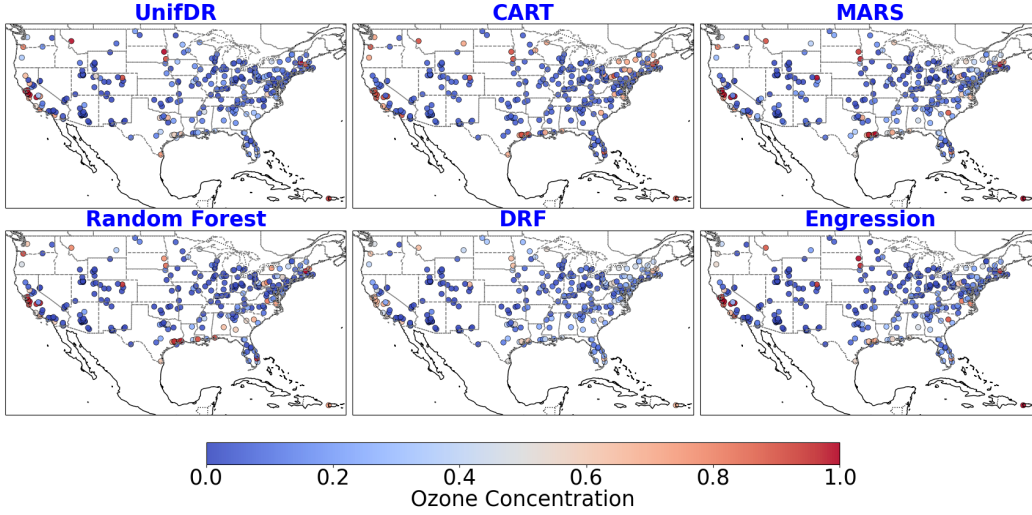 UnifDR CART MARS
Random Forest DRF Engression
0.0 0.2 0.4 0.6 0.8 1.0
Ozone Concentration